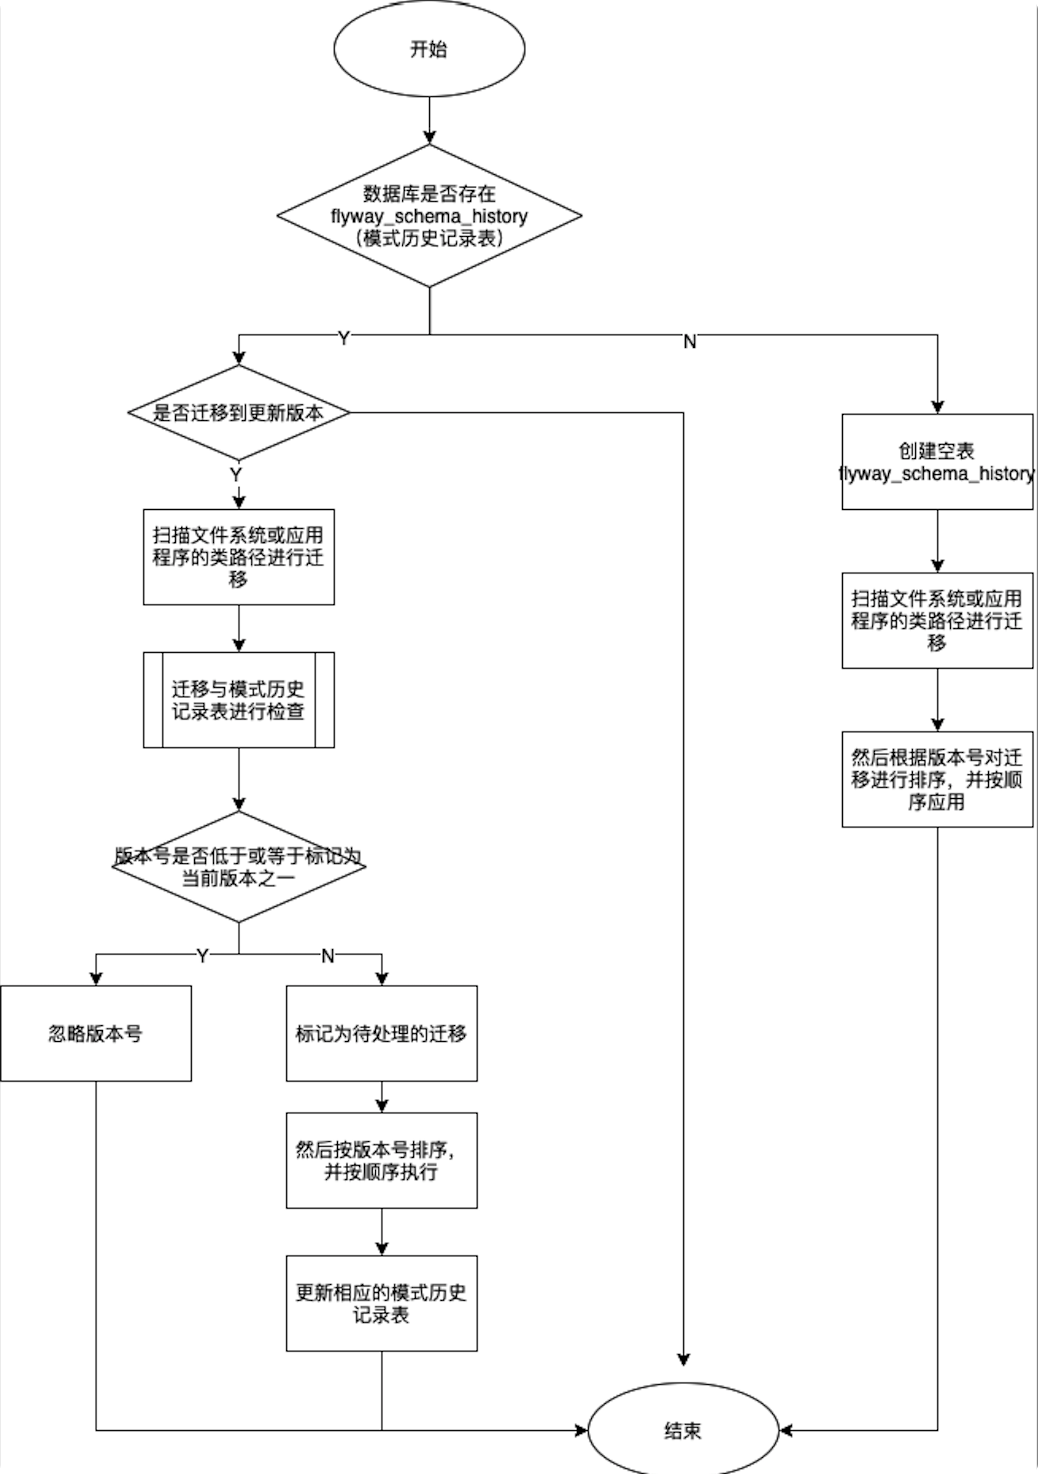 开始
数据库是否存在
flyway_schema_history
（模式历史记录表）
Y
N
是否迁移到更新版本
Y
扫描文件系统或应用
程序的类路径进行迁
移
迁移与模式历史
记录表进行检查
版本号是否低于或等于标记为
当前版本之一
Y
N
忽略版本号
标记为待处理的迁移
然后按版本号排序，
并按顺序执行
更新相应的模式历史
记录表
创建空表
flyway_schema_history
扫描文件系统或应用
程序的类路径进行迁
移
然后根据版本号对迁
移进行排序，并按顺
序应用
结束